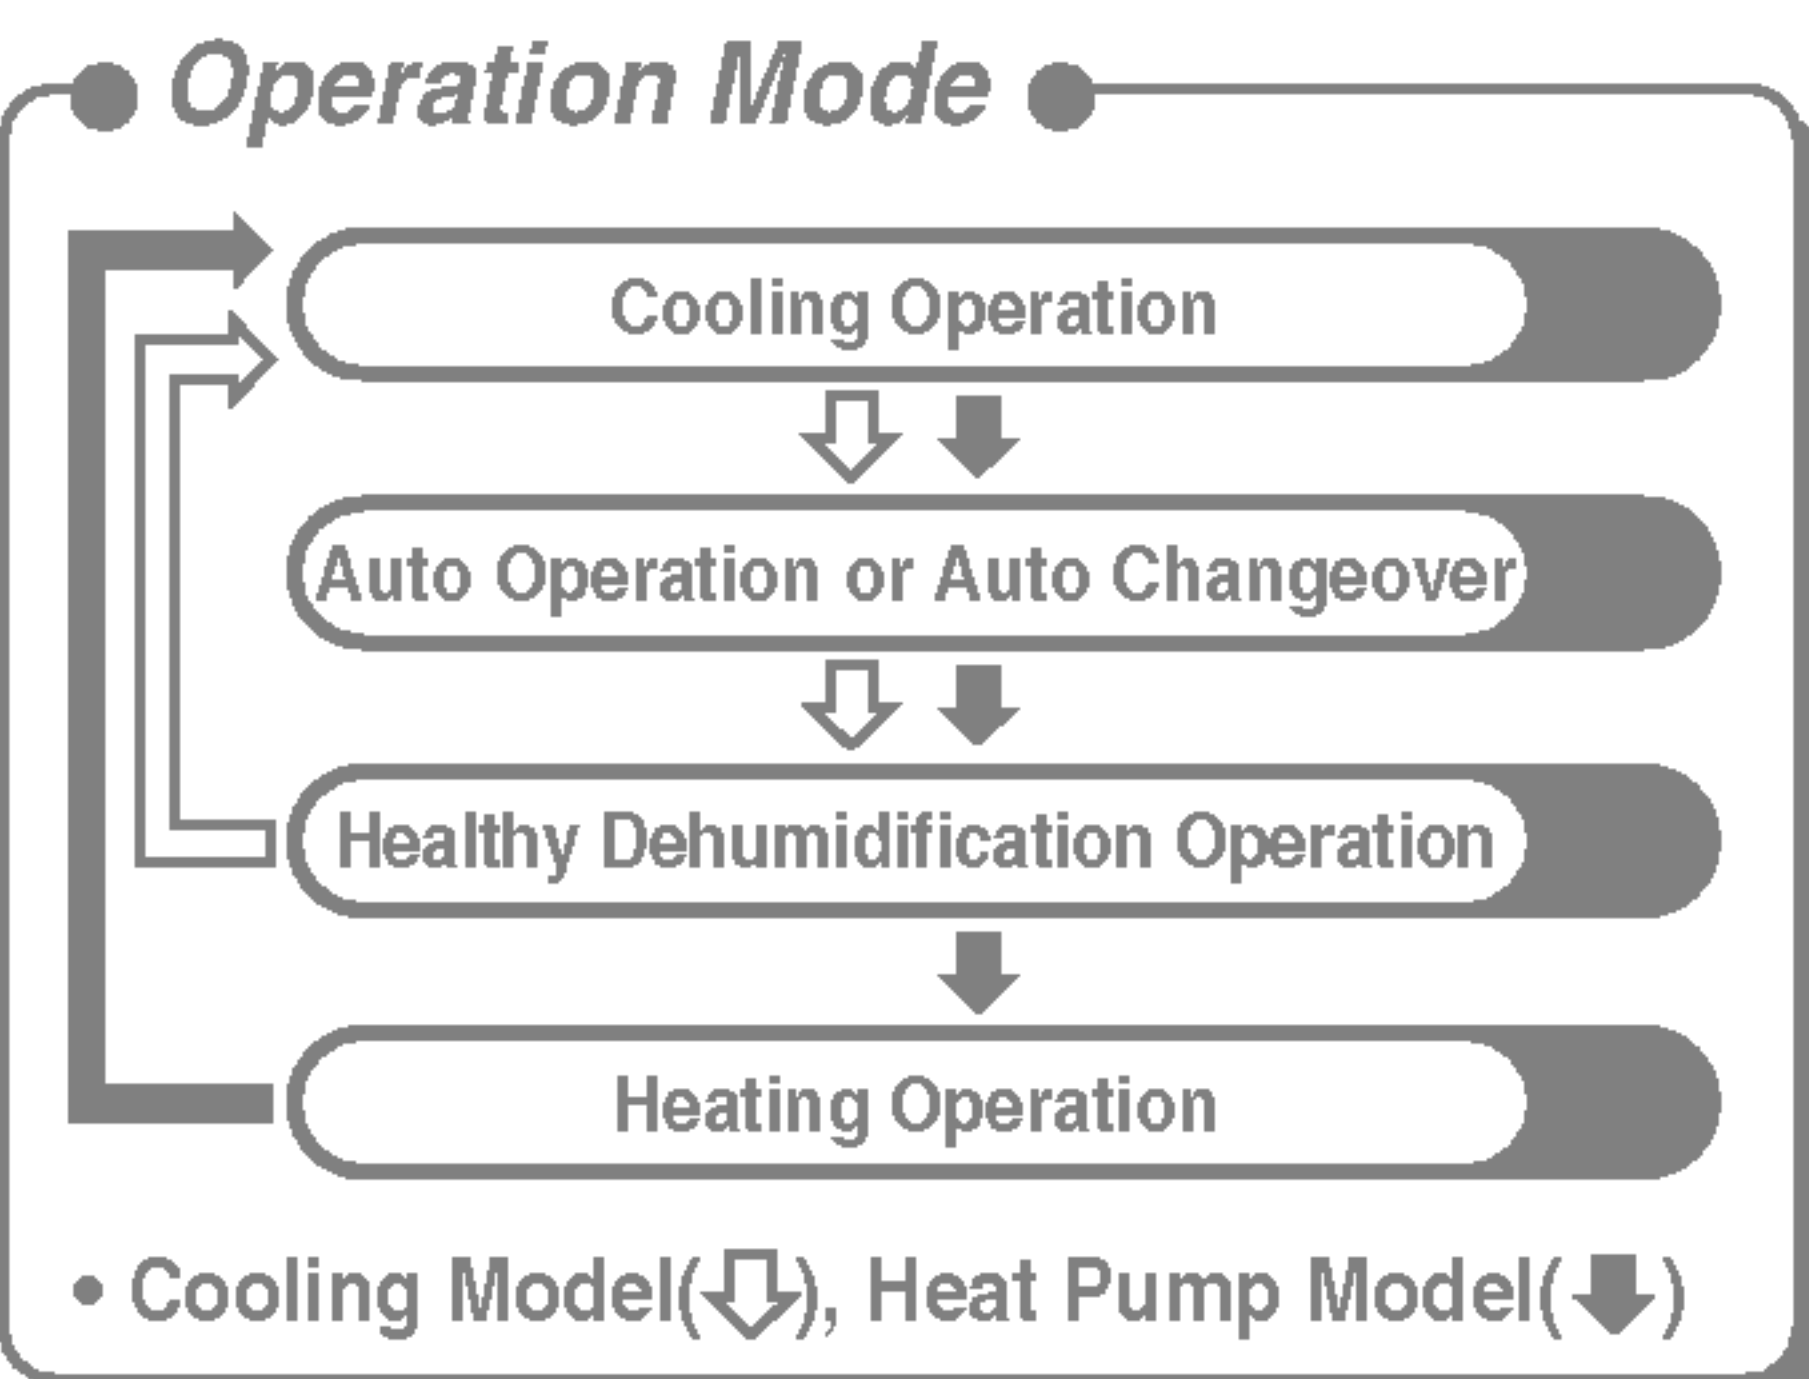 Operation Mode
Cooling Operation
Auto Operation or Auto Changeover
Healthy Dehumidification Operation
Heating Operation
• Cooling Model(⇩), Heat Pump Model(⬇)